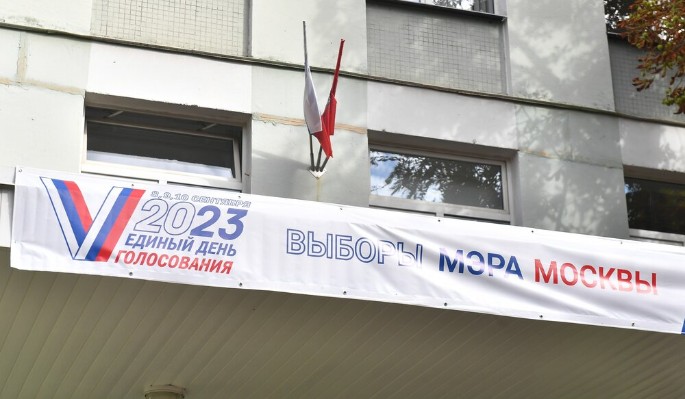 8, 9, 10 СЕНТЯБРЯ
2023
ЕДИНЫЙ ДЕНЬ
ГОЛОСОВАНИЯ
ВЫБОРЫ МЭРА МОСКВЫ